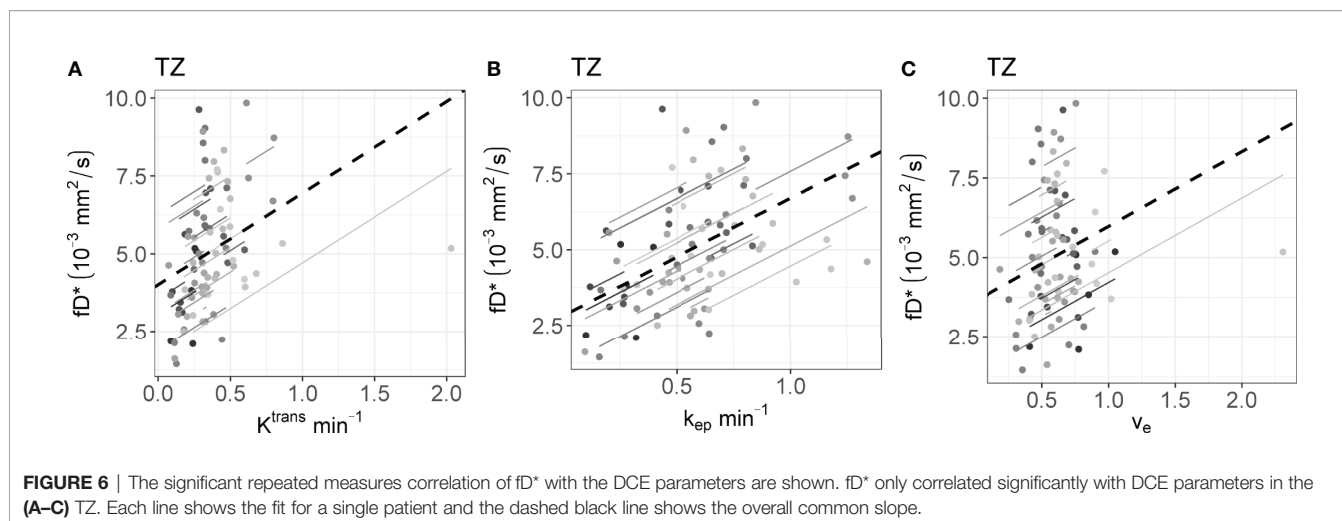 A TZ
10.0
7.5
5.0
2.5
fD* (10⁻³ mm²/s)
0.0 0.5 1.0 1.5 2.0
K^trans min⁻¹
B TZ
10.0
7.5
5.0
2.5
fD* (10⁻³ mm²/s)
0.5 1.0
k_ep min⁻¹
C TZ
10.0
7.5
5.0
2.5
fD* (10⁻³ mm²/s)
0.5 1.0 1.5 2.0
v_e
FIGURE 6 | The significant repeated measures correlation of fD* with the DCE parameters are shown. fD* only correlated significantly with DCE parameters in the
(A–C) TZ. Each line shows the fit for a single patient and the dashed black line shows the overall common slope.